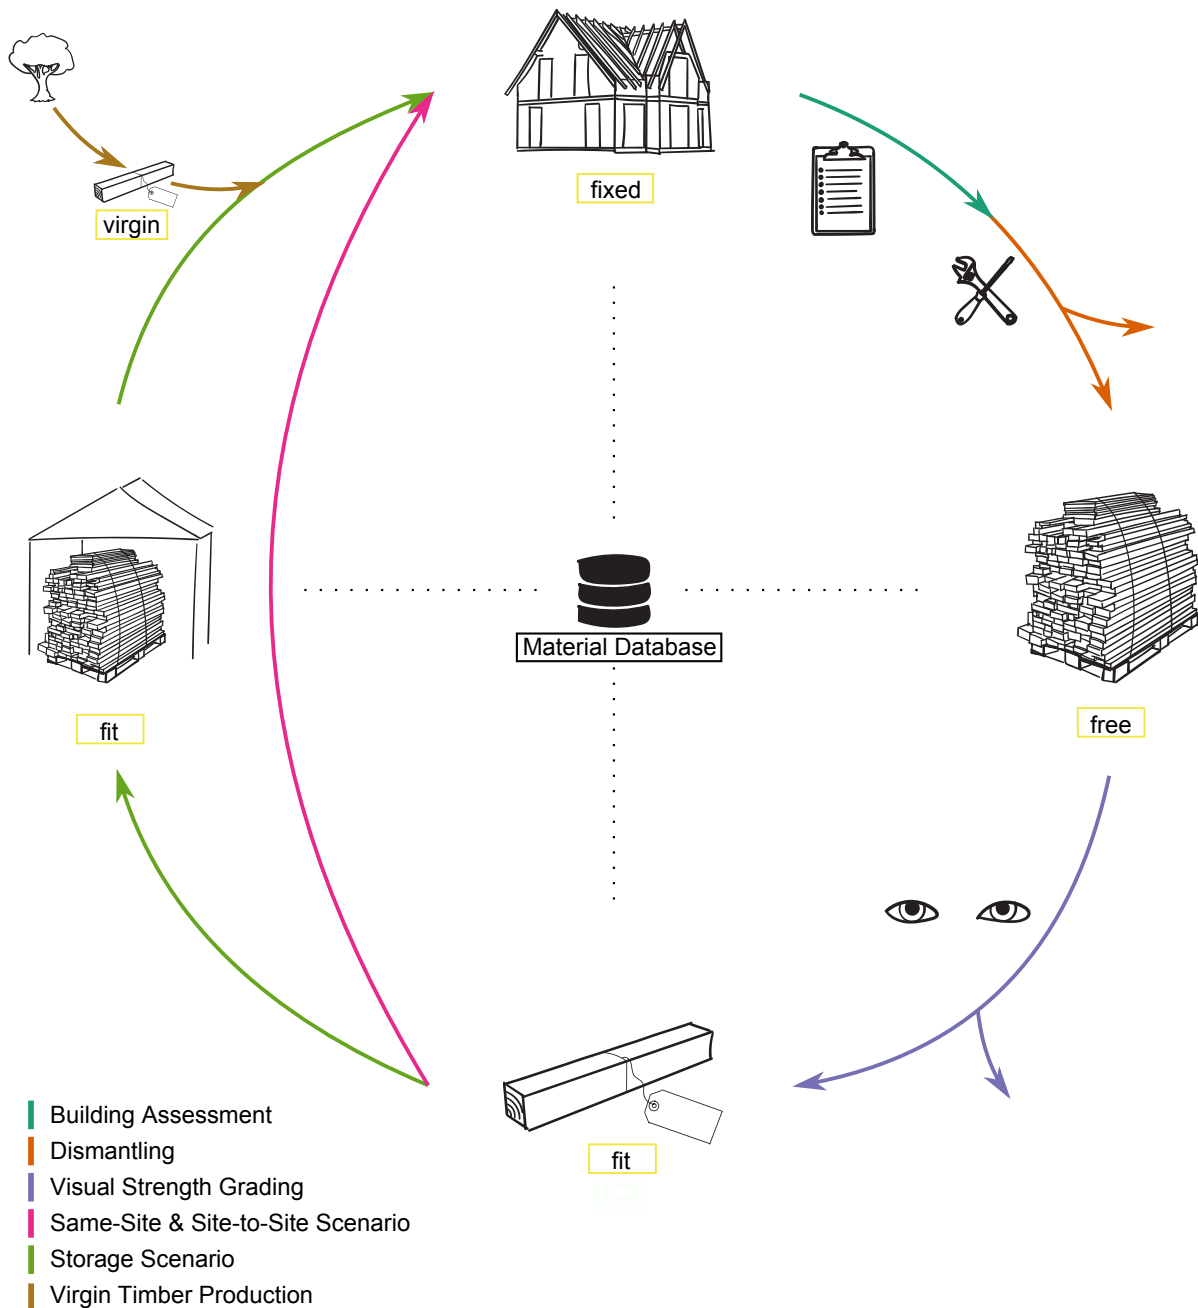 virgin
fixed
Material Database
fit
free
fit
Building Assessment
Dismantling
Visual Strength Grading
Same-Site & Site-to-Site Scenario
Storage Scenario
Virgin Timber Production